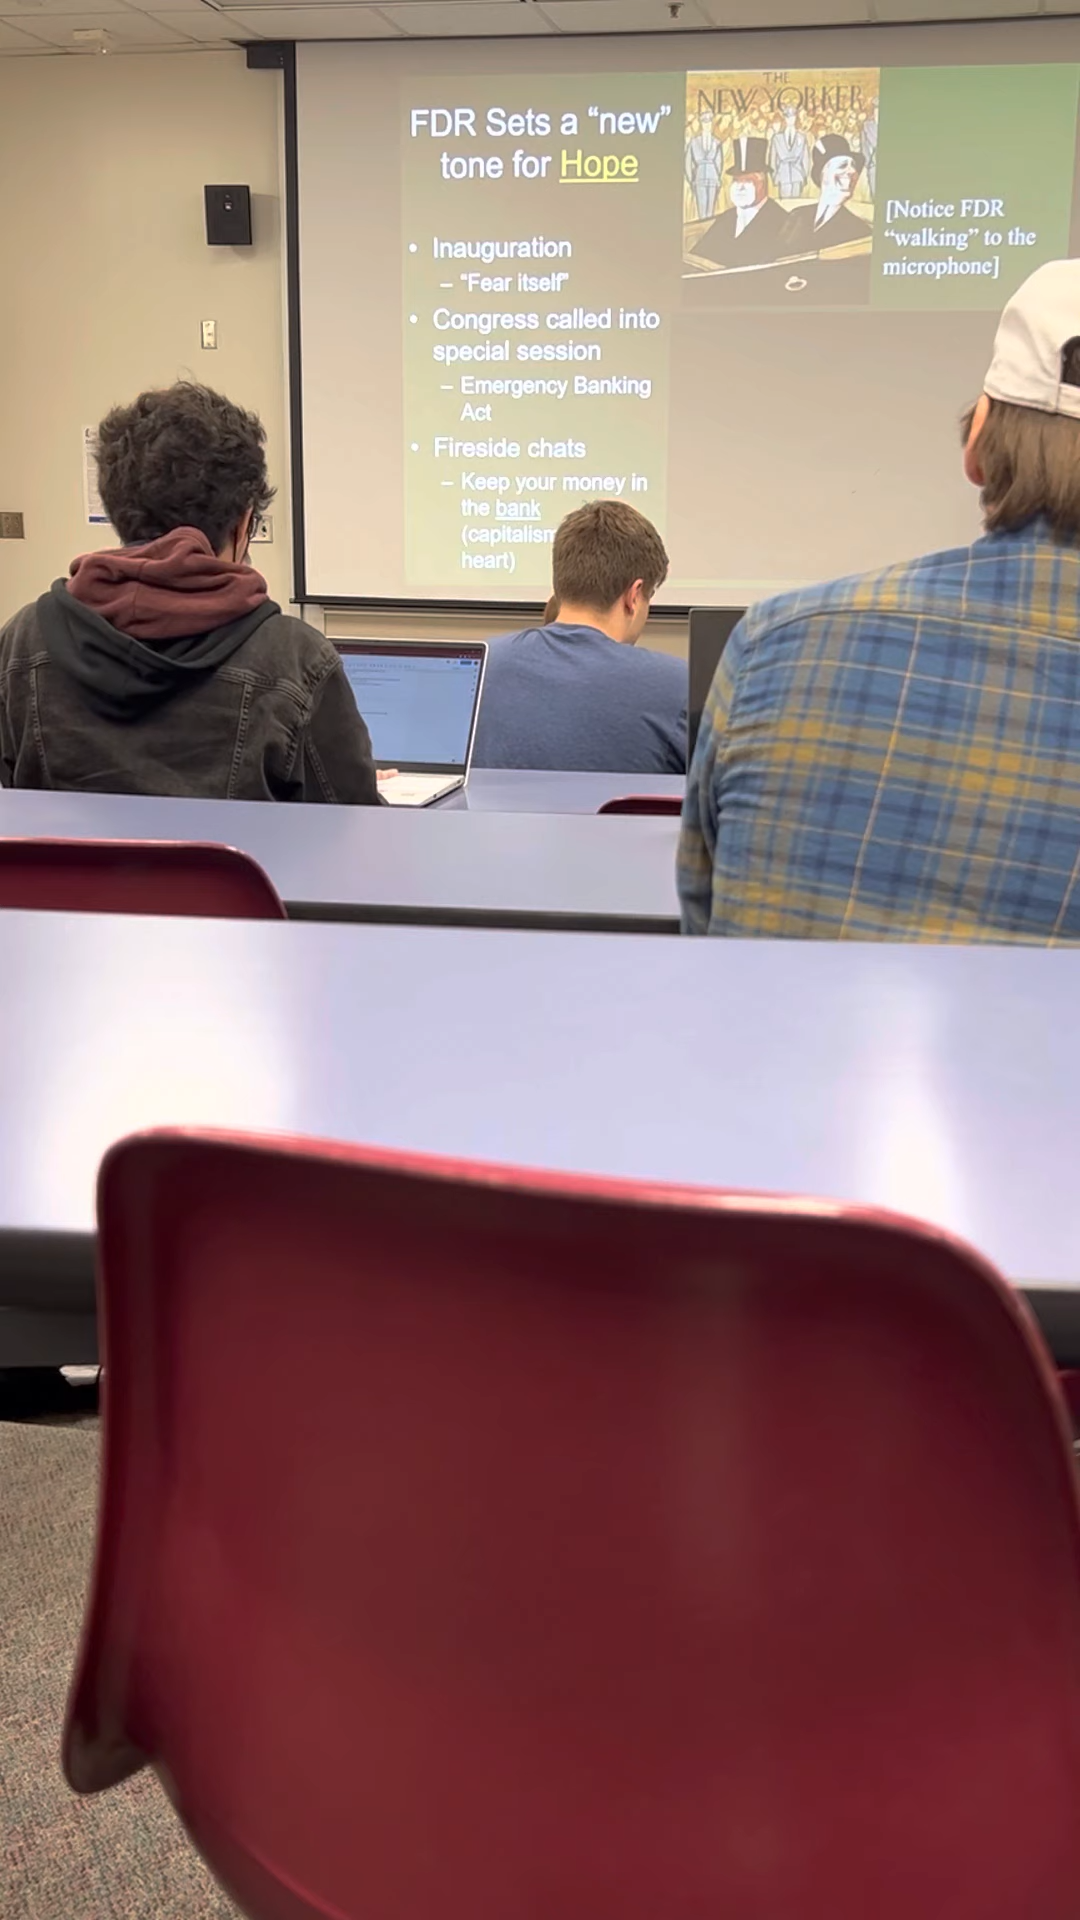 FDR Sets a “new”
tone for Hope
• Inauguration
– “Fear itself”
• Congress called into
special session
– Emergency Banking
Act
• Fireside chats
– Keep your money in
the bank
(capitalism
heart)
THE
NEW YORKER
[Notice FDR
“walking” to the
microphone]